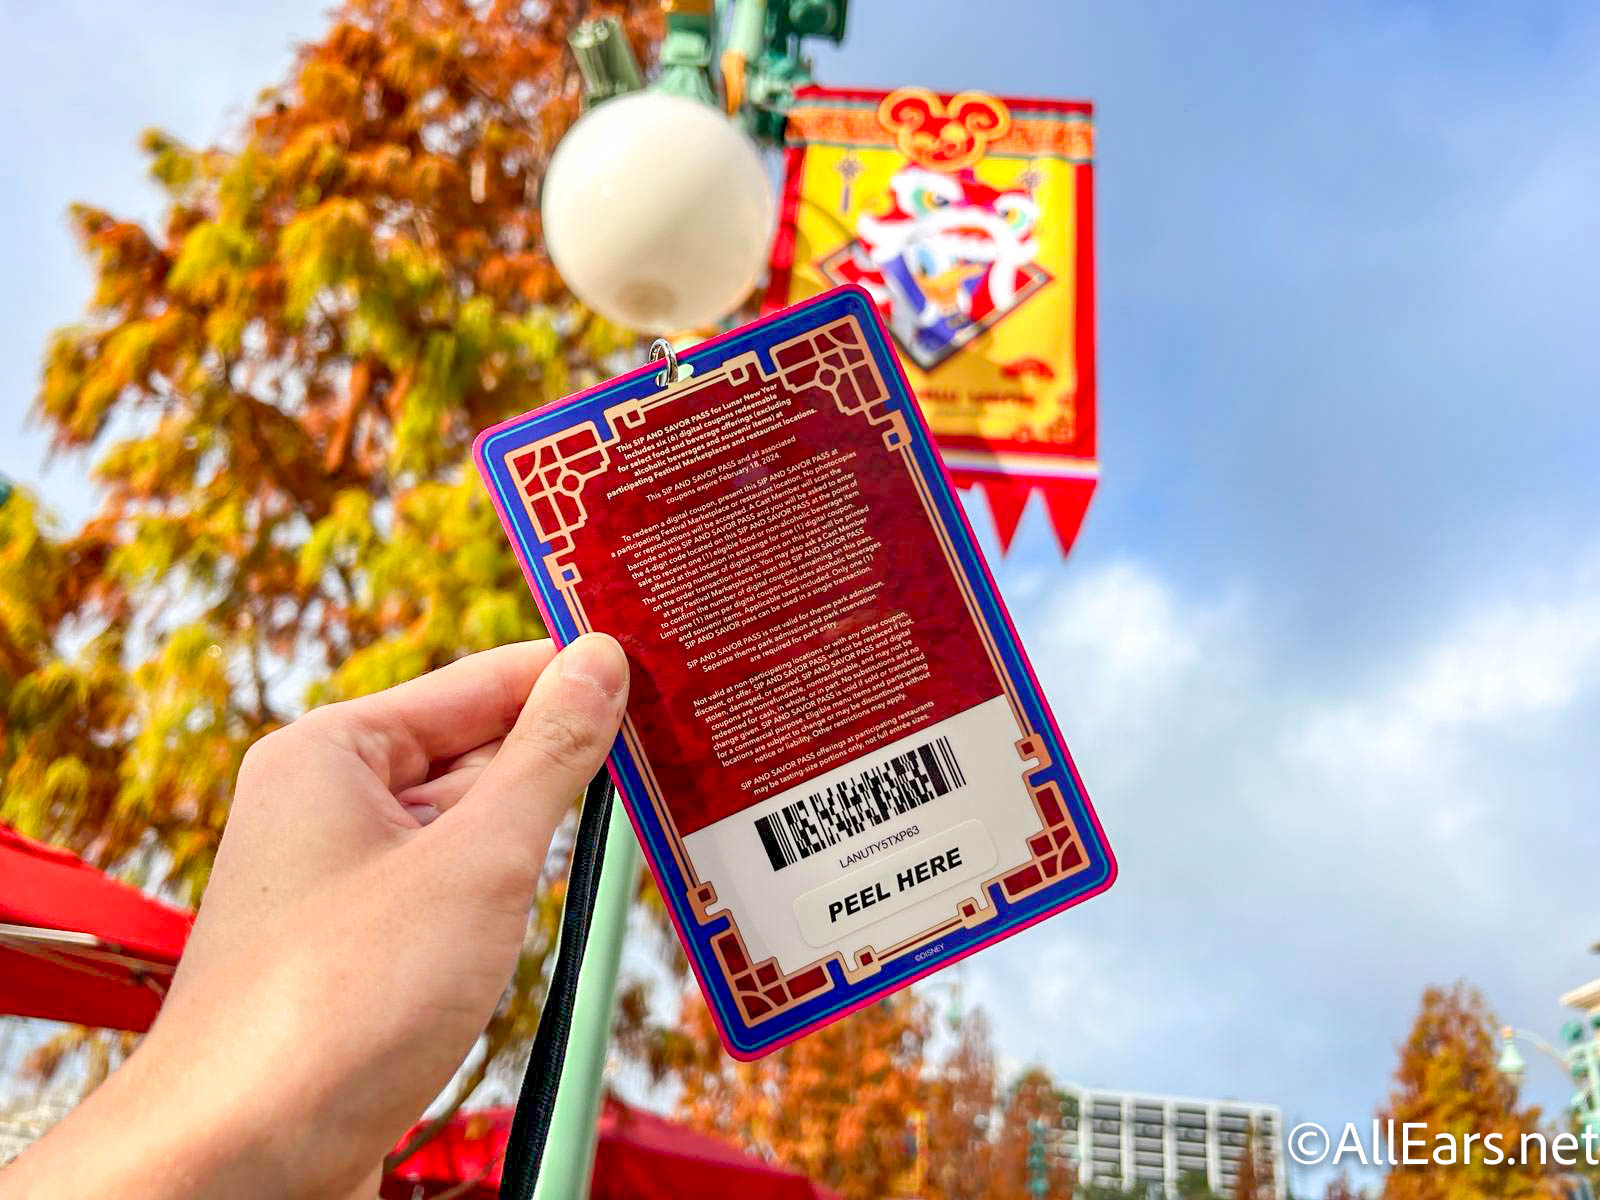 This SIP AND SAVOR PASS for Lunar New Year
includes six (6) digital coupons redeemable
for select food and beverage offerings (excluding
alcoholic beverages and souvenir items) at
participating Festival Marketplaces and restaurant locations.
This SIP AND SAVOR PASS and all associated
coupons expire February 18, 2024.
To redeem a digital coupon, present this SIP AND SAVOR PASS at
a participating Festival Marketplace or restaurant location. No photocopies
or reproductions will be accepted. A Cast Member will scan the
barcode on this SIP AND SAVOR PASS and you will be asked to enter
the 4-digit code located on this SIP AND SAVOR PASS at the point of
sale to receive one (1) eligible food or non-alcoholic beverage item
offered at that location in exchange for one (1) digital coupon.
The remaining number of digital coupons on this pass will be printed
on the order transaction receipt. You may also ask a Cast Member
at any Festival Marketplace to scan this SIP AND SAVOR PASS
to confirm the number of digital coupons remaining on this pass.
Limit one (1) item per digital coupon. Excludes alcoholic beverages
and souvenir items. Applicable taxes included. Only one (1)
SIP AND SAVOR pass can be used in a single transaction.
SIP AND SAVOR PASS is not valid for theme park admission.
Separate theme park admission and park reservation
are required for park entry.
Not valid at non-participating locations or with any other coupon,
discount, or offer. SIP AND SAVOR PASS will not be replaced if lost,
stolen, damaged, or expired. SIP AND SAVOR PASS and digital
coupons are nonrefundable, nontransferable, and may not be
redeemed for cash, in whole, or in part. No substitutions and no
change given. SIP AND SAVOR PASS is void if sold or transferred
for a commercial purpose. Eligible menu items and participating
locations are subject to change or may be discontinued without
notice or liability. Other restrictions may apply.
SIP AND SAVOR PASS offerings at participating restaurants
may be tasting-size portions only, not full entrée sizes.
LANUTY5TXP63
PEEL HERE
©DISNEY
©AllEars.net